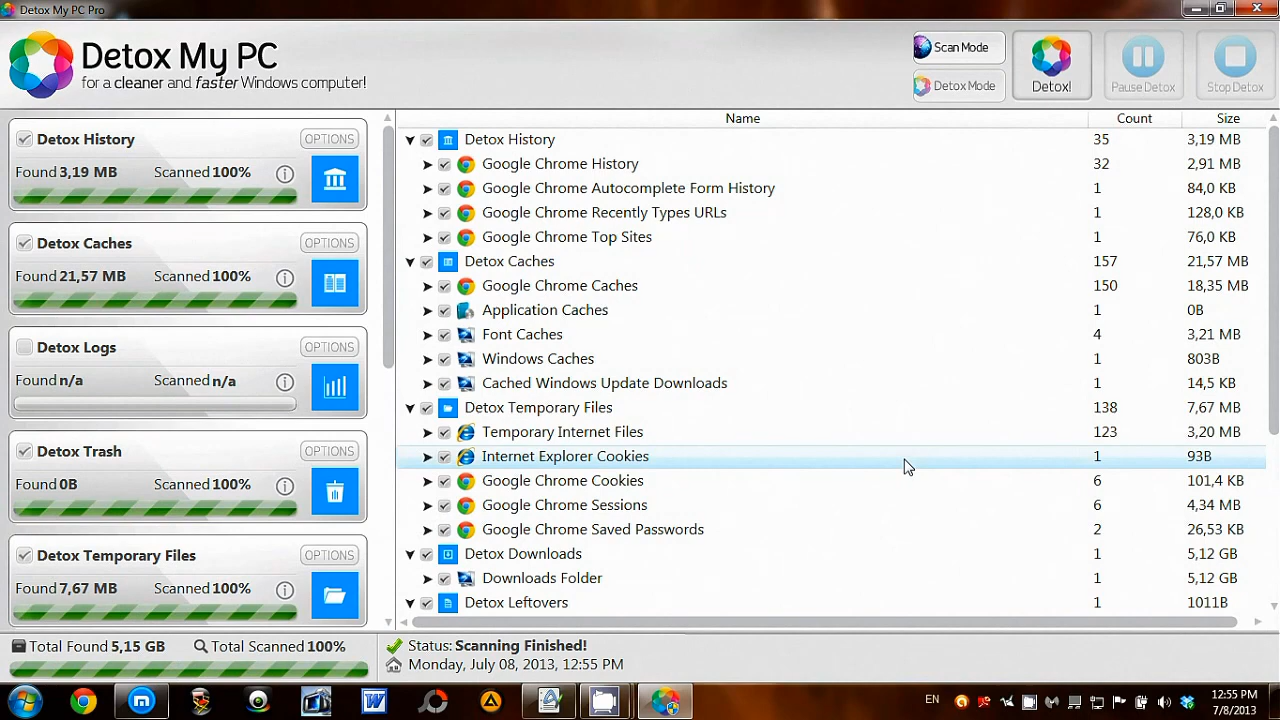 Detox My PC Pro
Detox My PC
for a cleaner and faster Windows computer!
Scan Mode
Detox Mode
Detox!
Pause Detox
Stop Detox
Detox History
OPTIONS
Found 3,19 MB
Scanned 100%
Detox Caches
OPTIONS
Found 21,57 MB
Scanned 100%
Detox Logs
OPTIONS
Found n/a
Scanned n/a
Detox Trash
OPTIONS
Found 0B
Scanned 100%
Detox Temporary Files
OPTIONS
Found 7,67 MB
Scanned 100%
Name Count Size
Detox History 35 3,19 MB
Google Chrome History 32 2,91 MB
Google Chrome Autocomplete Form History 1 84,0 KB
Google Chrome Recently Types URLs 1 128,0 KB
Google Chrome Top Sites 1 76,0 KB
Detox Caches 157 21,57 MB
Google Chrome Caches 150 18,35 MB
Application Caches 1 0B
Font Caches 4 3,21 MB
Windows Caches 1 803B
Cached Windows Update Downloads 1 14,5 KB
Detox Temporary Files 138 7,67 MB
Temporary Internet Files 123 3,20 MB
Internet Explorer Cookies 1 93B
Google Chrome Cookies 6 101,4 KB
Google Chrome Sessions 6 4,34 MB
Google Chrome Saved Passwords 2 26,53 KB
Detox Downloads 1 5,12 GB
Downloads Folder 1 5,12 GB
Detox Leftovers 1 1011B
Total Found 5,15 GB
Total Scanned 100%
Status: Scanning Finished!
Monday, July 08, 2013, 12:55 PM
EN
12:55 PM
7/8/2013